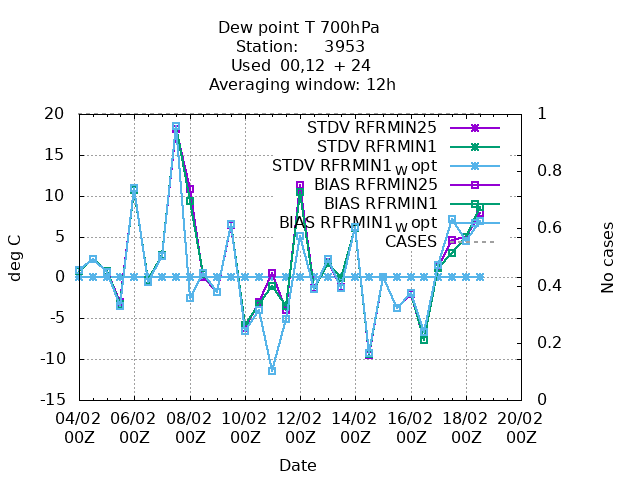 Dew point T 700hPa
Station: 3953
Used 00,12 + 24
Averaging window: 12h
20 1
STDV RFRMIN25
STDV RFRMIN1
15 STDV RFRMIN1w opt 0.8
BIAS RFRMIN25
10 BIAS RFRMIN1
BIAS RFRMIN1w opt 0.6
5 CASES
deg C No cases
0 0.4
-5
0.2
-10
-15 0
04/02 06/02 08/02 10/02 12/02 14/02 16/02 18/02 20/02
00Z 00Z 00Z 00Z 00Z 00Z 00Z 00Z 00Z
Date